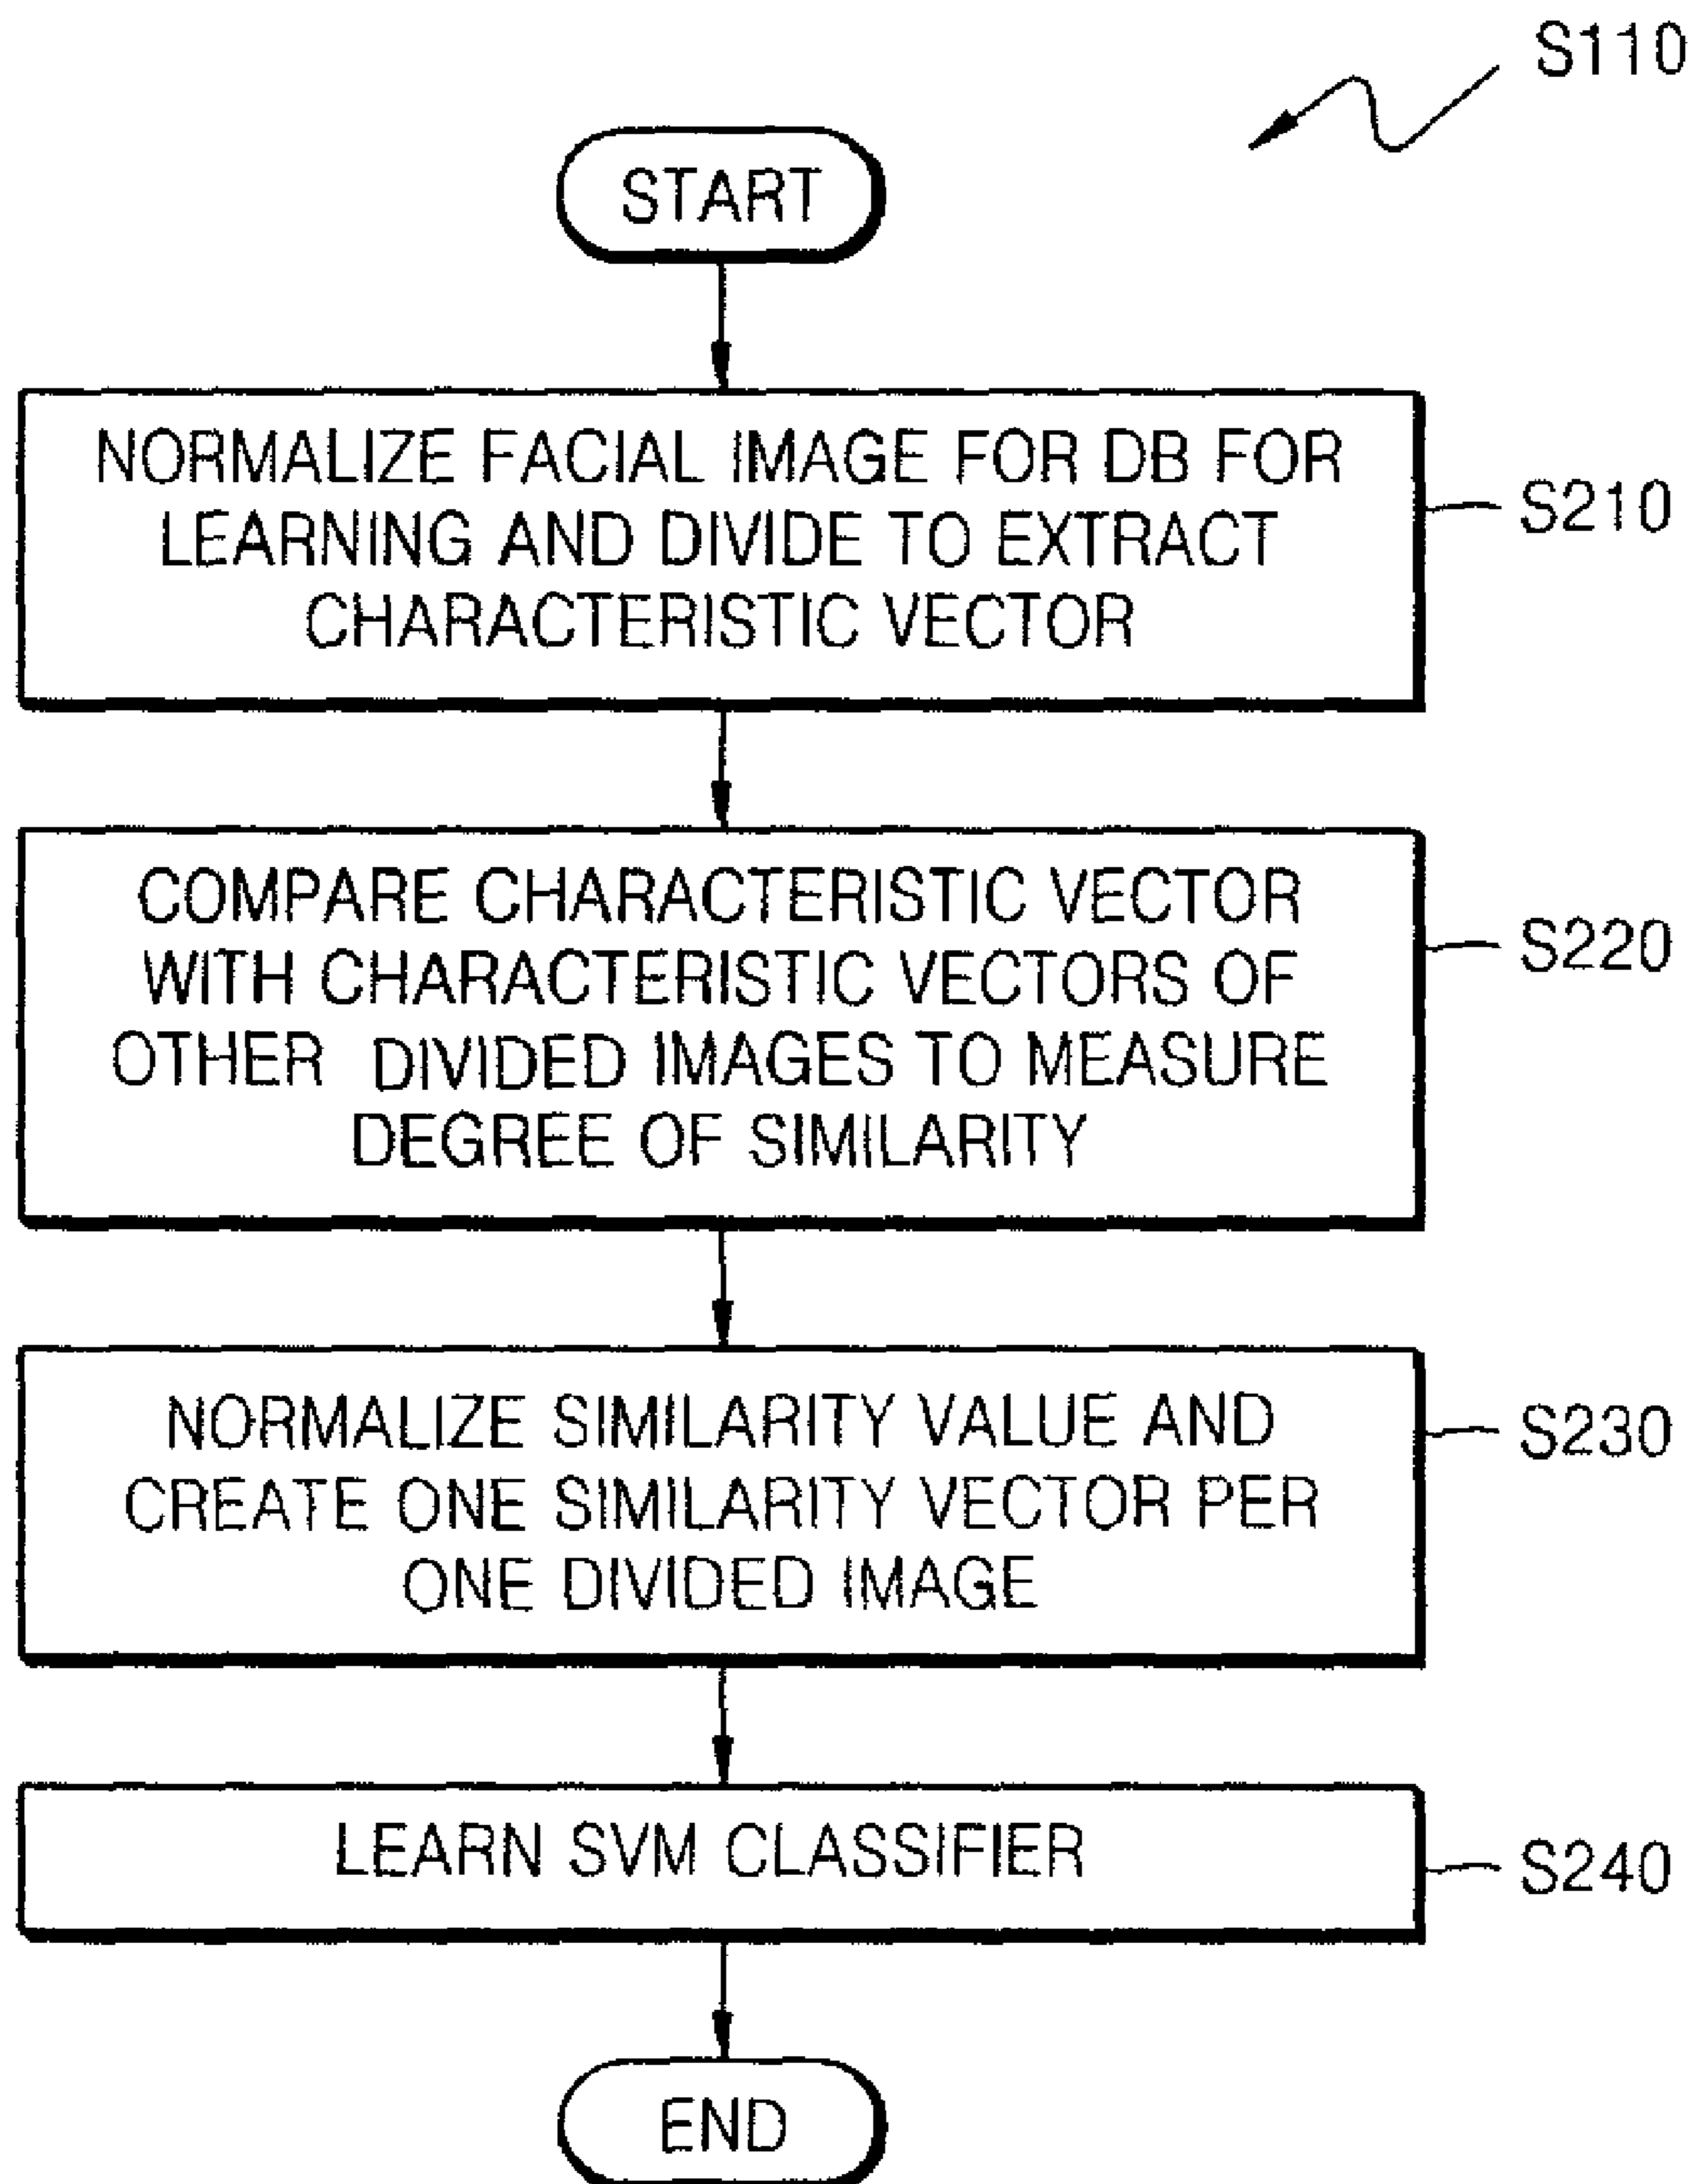 S110
START
NORMALIZE FACIAL IMAGE FOR DB FOR
LEARNING AND DIVIDE TO EXTRACT
CHARACTERISTIC VECTOR
S210
COMPARE CHARACTERISTIC VECTOR
WITH CHARACTERISTIC VECTORS OF
OTHER DIVIDED IMAGES TO MEASURE
DEGREE OF SIMILARITY
S220
NORMALIZE SIMILARITY VALUE AND
CREATE ONE SIMILARITY VECTOR PER
ONE DIVIDED IMAGE
S230
LEARN SVM CLASSIFIER
S240
END